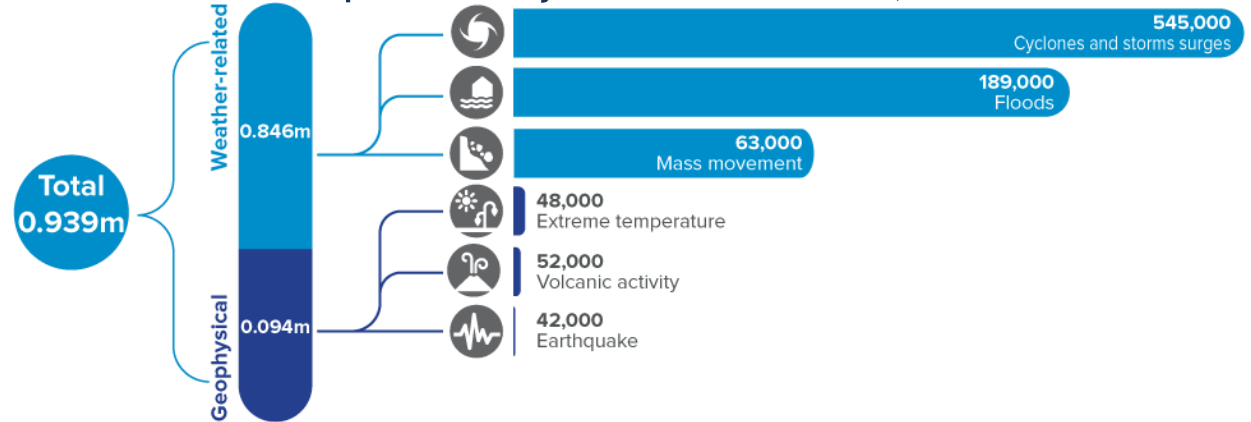 Total
0.939m
Weather-related
0.846m
Geophysical
0.094m
545,000
Cyclones and storms surges
189,000
Floods
63,000
Mass movement
48,000
Extreme temperature
52,000
Volcanic activity
42,000
Earthquake